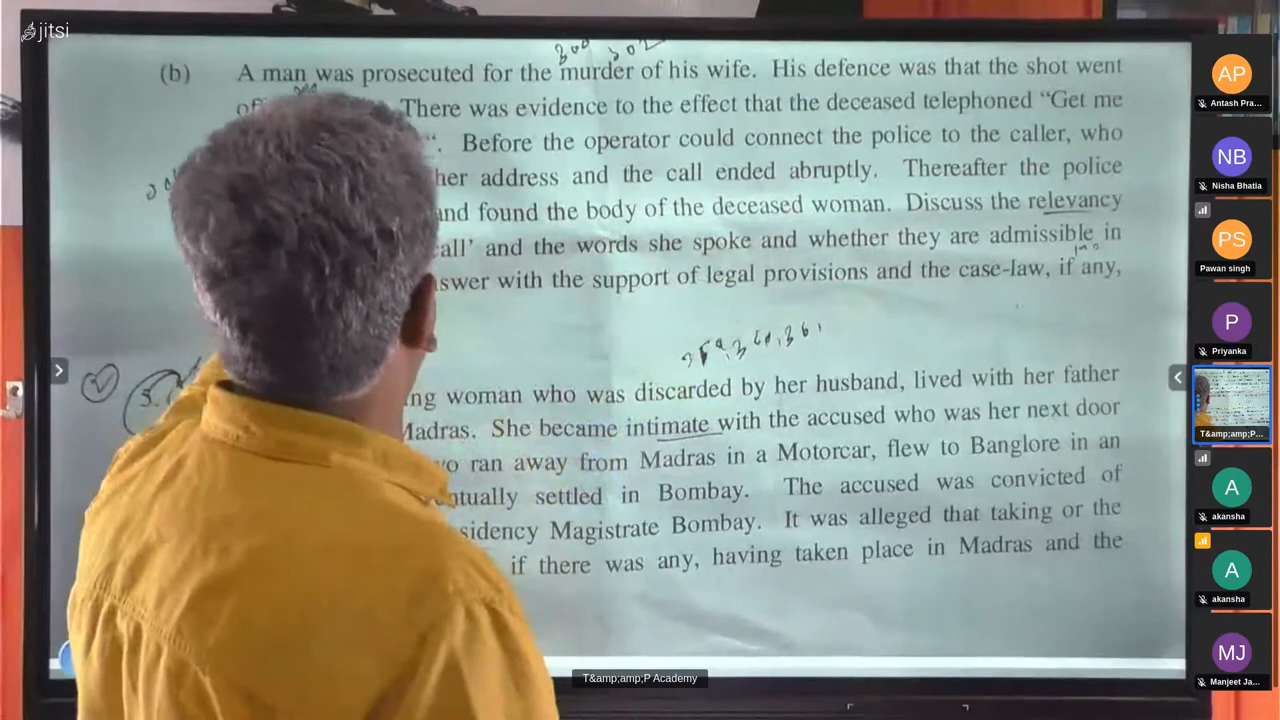 jitsi
300 302
(b) A man was prosecuted for the murder of his wife. His defence was that the shot went
There was evidence to the effect that the deceased telephoned “Get me
“. Before the operator could connect the police to the caller, who
her address and the call ended abruptly. Thereafter the police
and found the body of the deceased woman. Discuss the relevancy
call’ and the words she spoke and whether they are admissible in
answer with the support of legal provisions and the case-law, if any,
359, 360, 361
5.
woman who was discarded by her husband, lived with her father
Madras. She became intimate with the accused who was her next door
ran away from Madras in a Motorcar, flew to Banglore in an
settled in Bombay. The accused was convicted of
Magistrate Bombay. It was alleged that taking or the
if there was any, having taken place in Madras and the
T&amp;amp;P Academy
AP
Antash Pra...
NB
Nisha Bhatia
PS
Pawan singh
P
Priyanka
T&amp;amp;P...
A
akansha
A
akansha
MJ
Manjeet Ja...